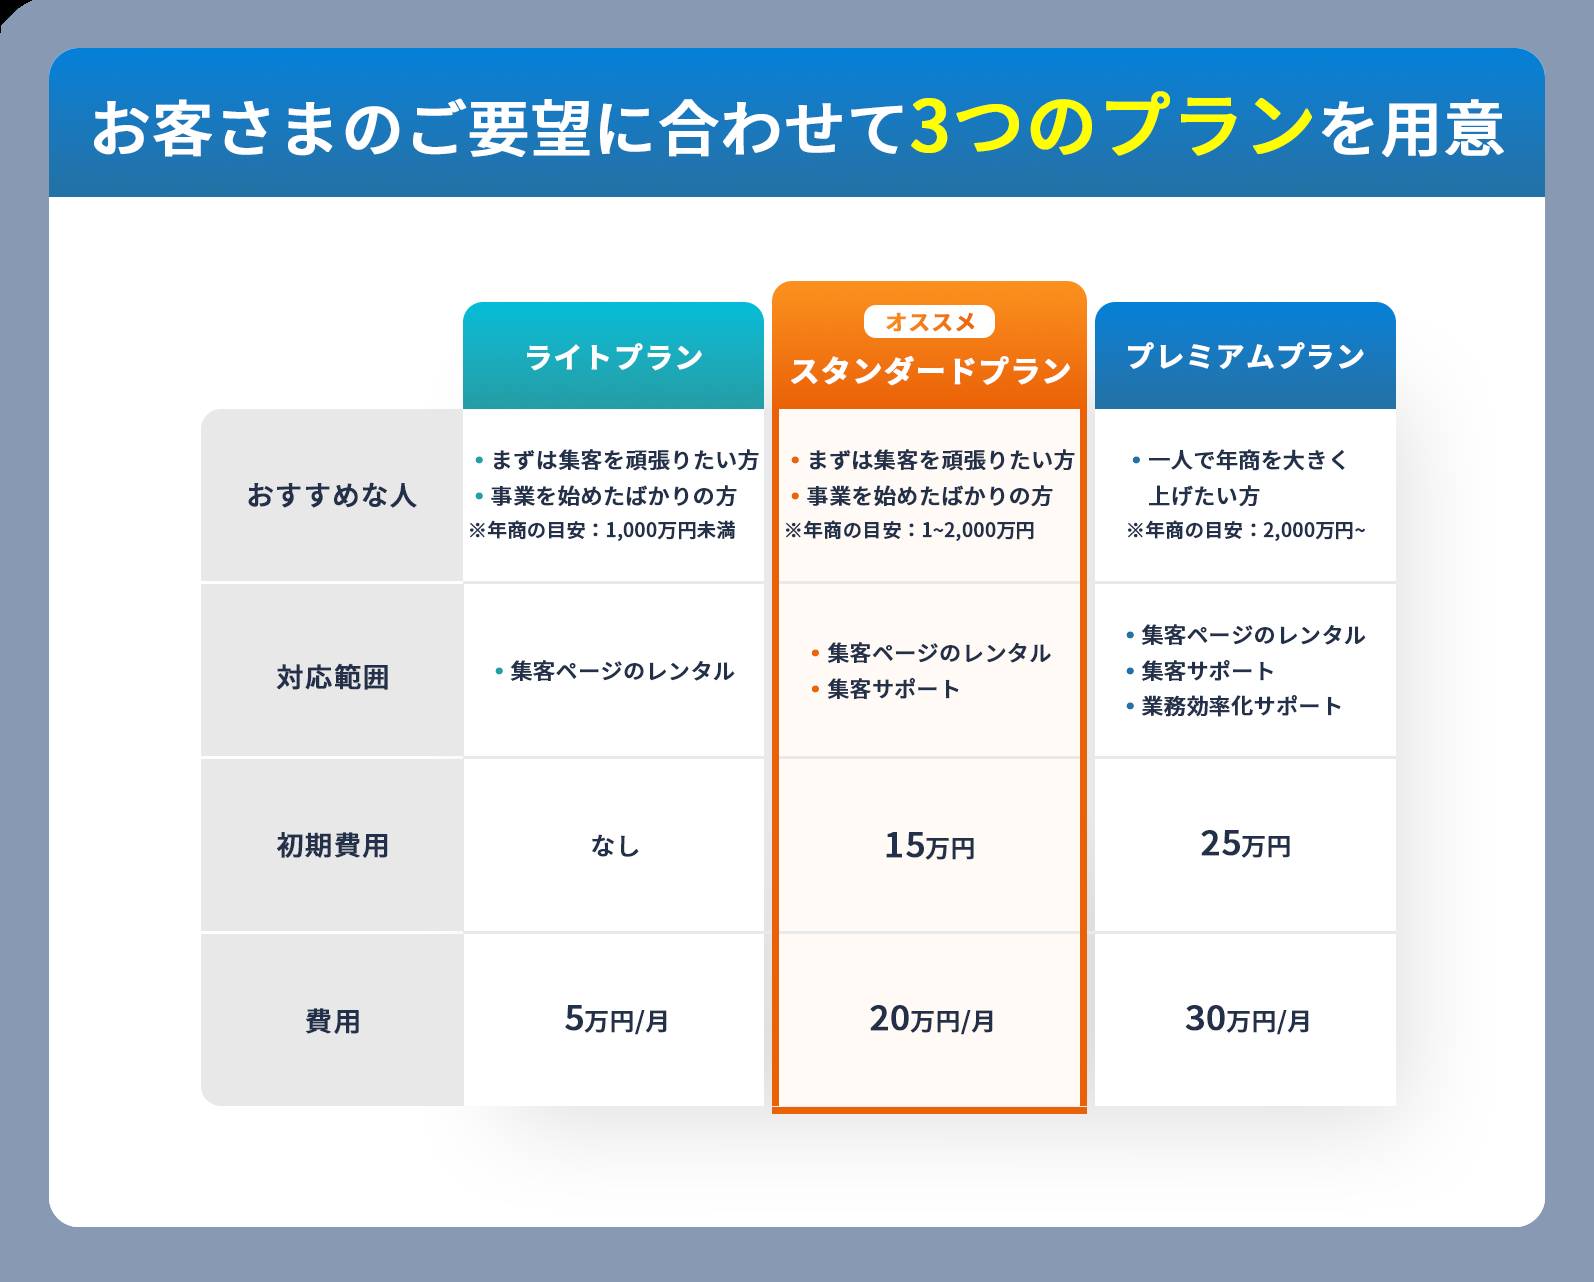 お客さまのご要望に合わせて3つのプランを用意
ライトプラン
オススメ
スタンダードプラン
プレミアムプラン
おすすめな人
・まずは集客を頑張りたい方
・事業を始めたばかりの方
※年商の目安：1,000万円未満
・まずは集客を頑張りたい方
・事業を始めたばかりの方
※年商の目安：1~2,000万円
・一人で年商を大きく
上げたい方
※年商の目安：2,000万円~
対応範囲
・集客ページのレンタル
・集客ページのレンタル
・集客サポート
・集客ページのレンタル
・集客サポート
・業務効率化サポート
初期費用
なし
15万円
25万円
費用
5万円/月
20万円/月
30万円/月